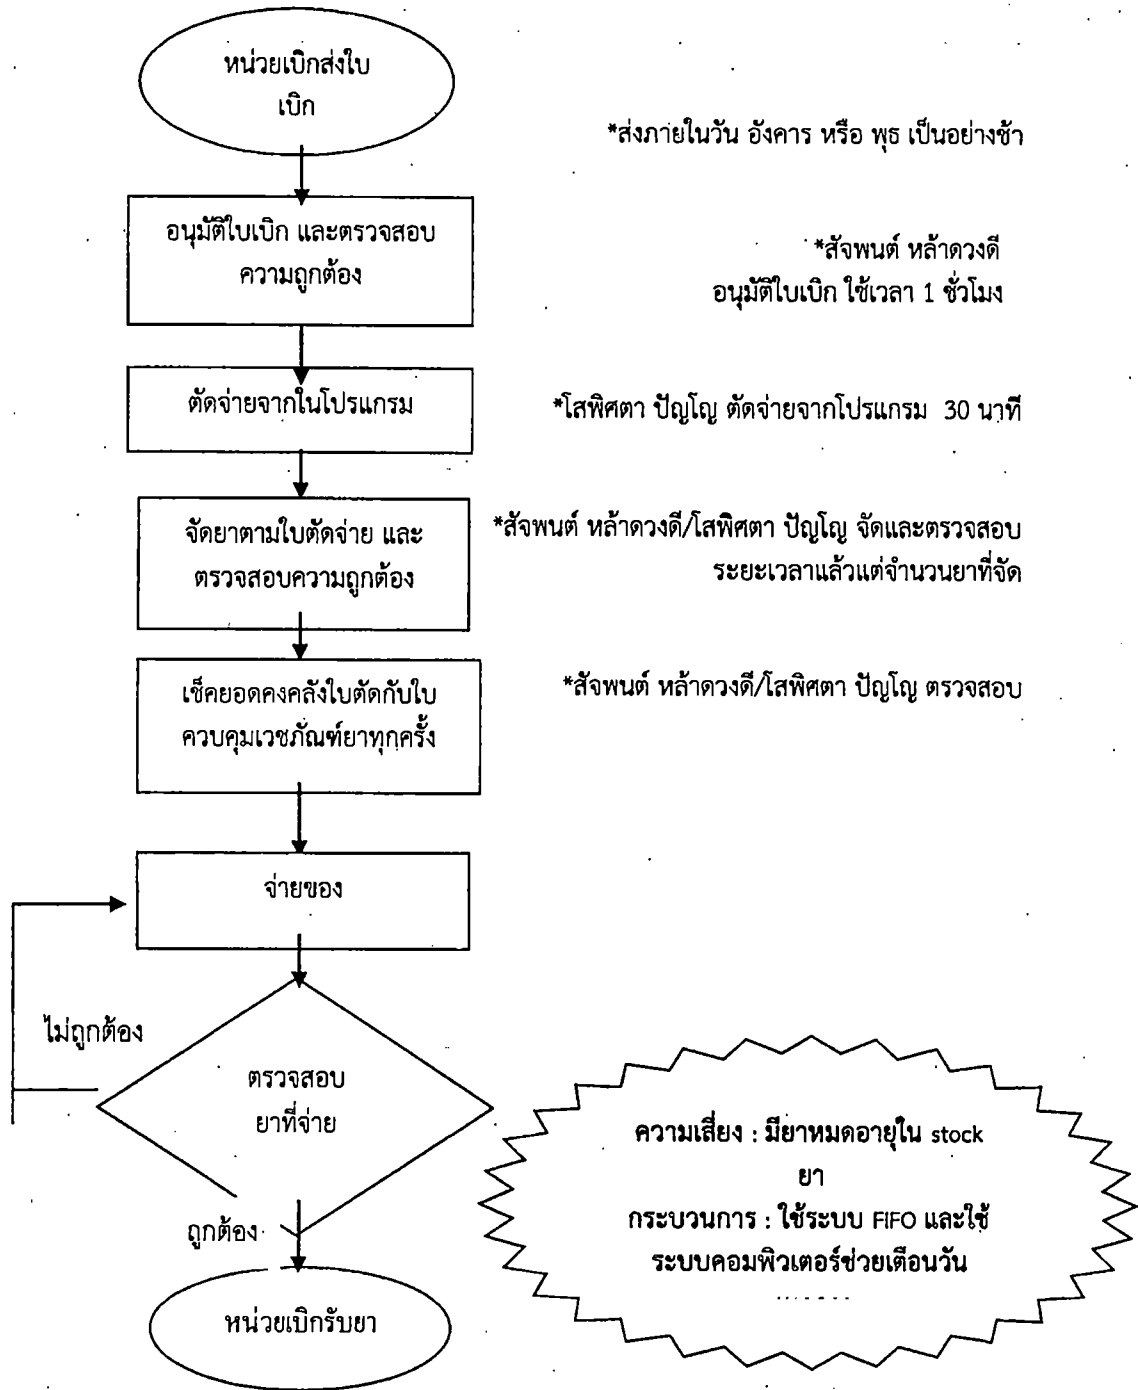 หน่วยเบิกส่งใบ
เบิก
*ส่งภายในวัน อังคาร หรือ พุธ เป็นอย่างช้า
อนุมัติใบเบิก และตรวจสอบ
ความถูกต้อง
*สัจพนต์ หล้าดวงดี
อนุมัติใบเบิก ใช้เวลา 1 ชั่วโมง
ตัดจ่ายจากในโปรแกรม
*โสพิศตา ปัญโญ ตัดจ่ายจากโปรแกรม 30 นาที
จัดยาตามใบตัดจ่าย และ
ตรวจสอบความถูกต้อง
*สัจพนต์ หล้าดวงดี/โสพิศตา ปัญโญ จัดและตรวจสอบ
ระยะเวลาแล้วแต่จำนวนยาที่จัด
เช็คยอดคงคลังใบตัดกับใบ
ควบคุมเวชภัณฑ์ยาทุกครั้ง
*สัจพนต์ หล้าดวงดี/โสพิศตา ปัญโญ ตรวจสอบ
จ่ายของ
ไม่ถูกต้อง
ตรวจสอบ
ยาที่จ่าย
ถูกต้อง
หน่วยเบิกรับยา
ความเสี่ยง : มียาหมดอายุใน stock
ยา
กระบวนการ : ใช้ระบบ FIFO และใช้
ระบบคอมพิวเตอร์ช่วยเตือนวัน